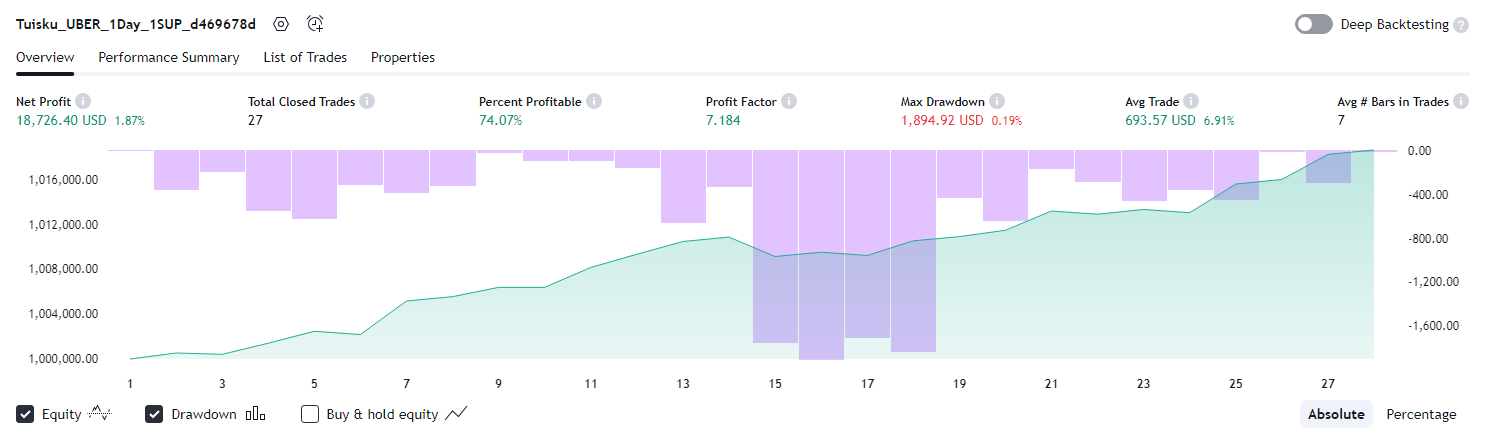 Tuisku_UBER_1Day_1SUP_d469678d Deep Backtesting ?
Overview Performance Summary List of Trades Properties
Net Profit i Total Closed Trades i Percent Profitable i Profit Factor i Max Drawdown i Avg Trade i Avg # Bars in Trades i
18,726.40 USD 1.87% 27 74.07% 7.184 1,894.92 USD 0.19% 693.57 USD 6.91% 7
0.00
1,016,000.00
-400.00
1,012,000.00
-800.00
1,008,000.00
-1,200.00
1,004,000.00
-1,600.00
1,000,000.00
1 3 5 7 9 11 13 15 17 19 21 23 25 27
Equity Drawdown Buy & hold equity Absolute Percentage